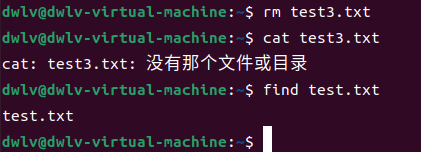 dwlv@dwlv-virtual-machine:~$ rm test3.txt
dwlv@dwlv-virtual-machine:~$ cat test3.txt
cat: test3.txt: 没有那个文件或目录
dwlv@dwlv-virtual-machine:~$ find test.txt
test.txt
dwlv@dwlv-virtual-machine:~$